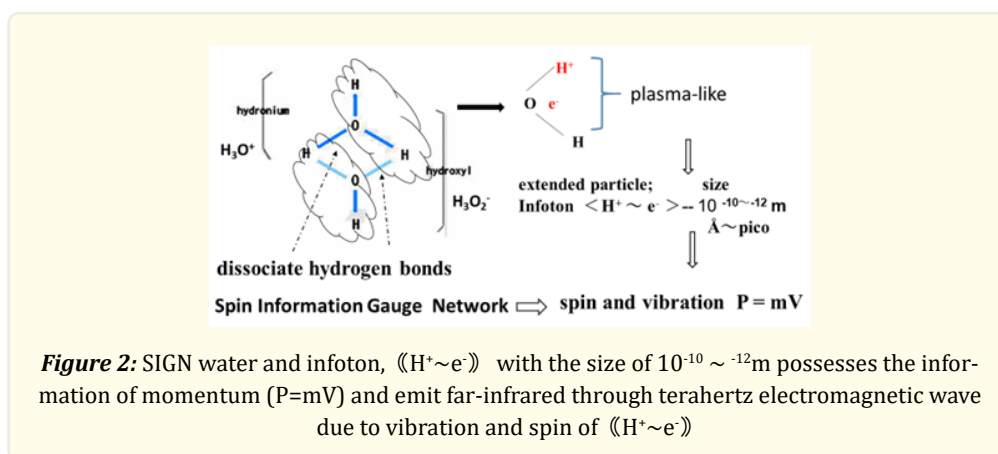 H
hydronium
O
H₃O⁺
H
H
O
hydroxyl
H₃O₂⁻
H
dissociate hydrogen bonds
H⁺
O e⁻
H
plasma-like
extended particle; size
Infoton <H⁺~e⁻>-- 10 ⁻¹⁰~⁻¹² m
Å~pico
Spin Information Gauge Network ⇨ spin and vibration P=mV
Figure 2: SIGN water and infoton, 《H⁺~e⁻》 with the size of 10⁻¹⁰ ~ ⁻¹²m possesses the infor-
mation of momentum (P=mV) and emit far-infrared through terahertz electromagnetic wave
due to vibration and spin of 《H⁺~e⁻》